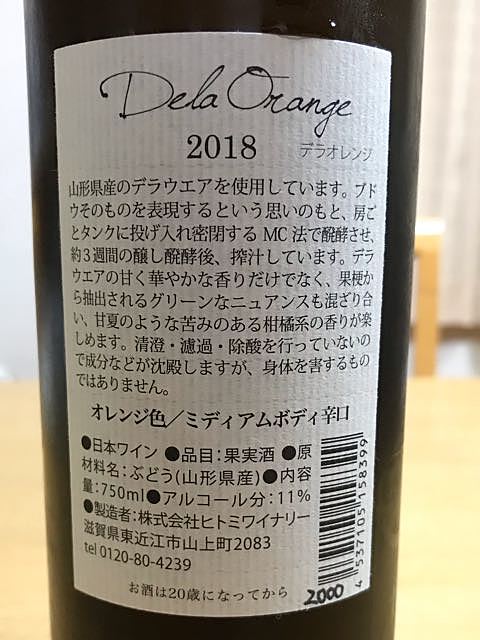 Dela Orange
2018 デラオレンジ
山形県産のデラウエアを使用しています。ブド
ウそのものを表現するという思いのもと、房ご
とタンクに投げ入れ密閉する MC 法で醗酵させ、
約3週間の醸し醗酵後、搾汁しています。デラ
ウエアの甘く華やかな香りだけでなく、果梗か
ら抽出されるグリーンなニュアンスも混ざり合
い、甘夏のような苦みのある柑橘系の香りが楽
しめます。清澄・濾過・除酸を行っていないの
で成分などが沈殿しますが、身体を害するもの
ではありません。
オレンジ色／ミディアムボディ辛口
●日本ワイン ●品目：果実酒 ●原
材料名：ぶどう(山形県産)●内容
量：750ml●アルコール分：11%
●製造者：株式会社ヒトミワイナリー
滋賀県東近江市山上町2083
tel 0120-80-4239
お酒は20歳になってから
2,000
4 537105 158399